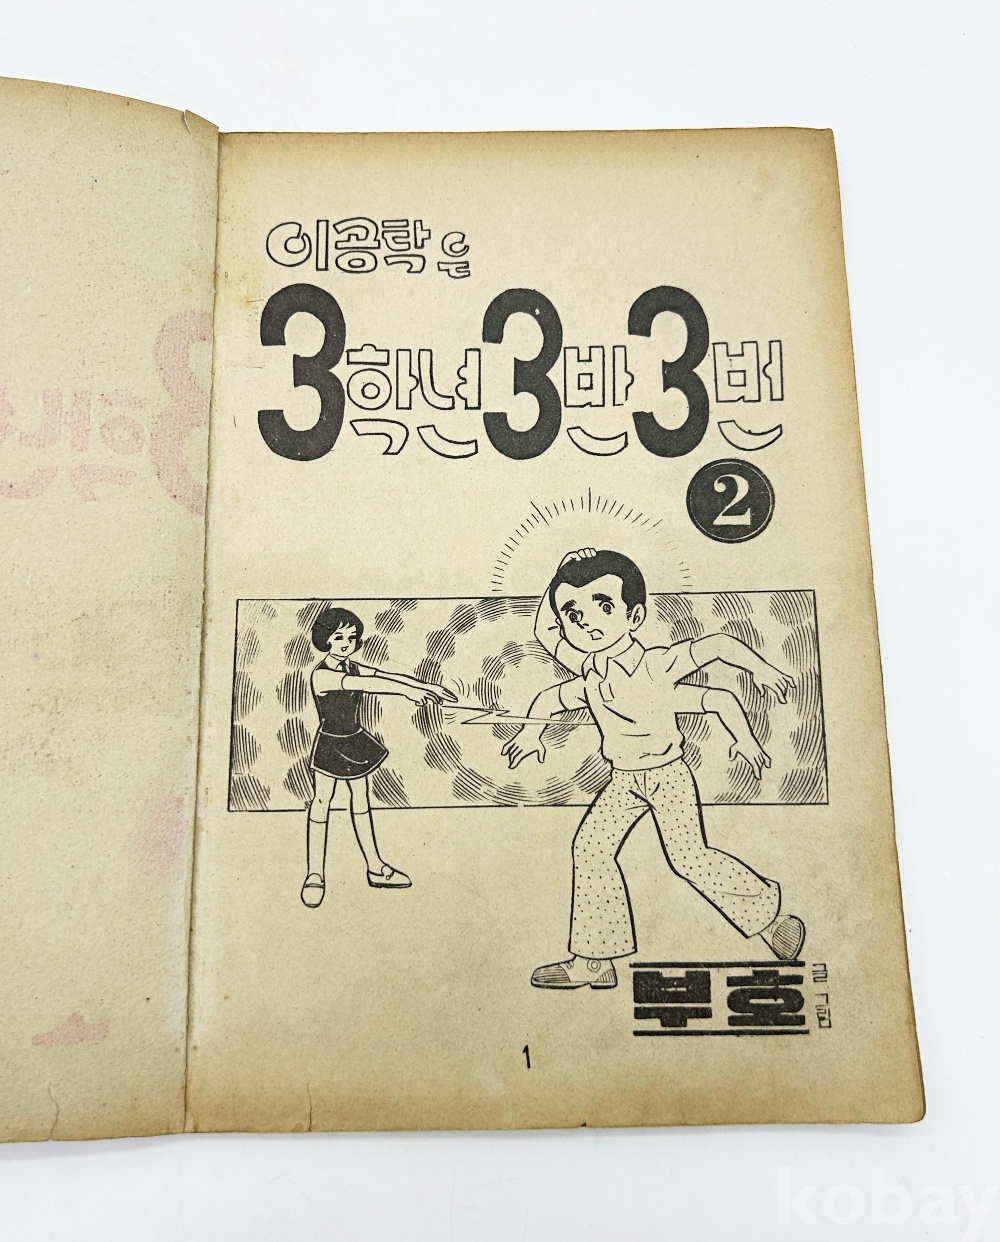 이공탁은
3학년3반3번
2
부호
글 그림
1
kobay